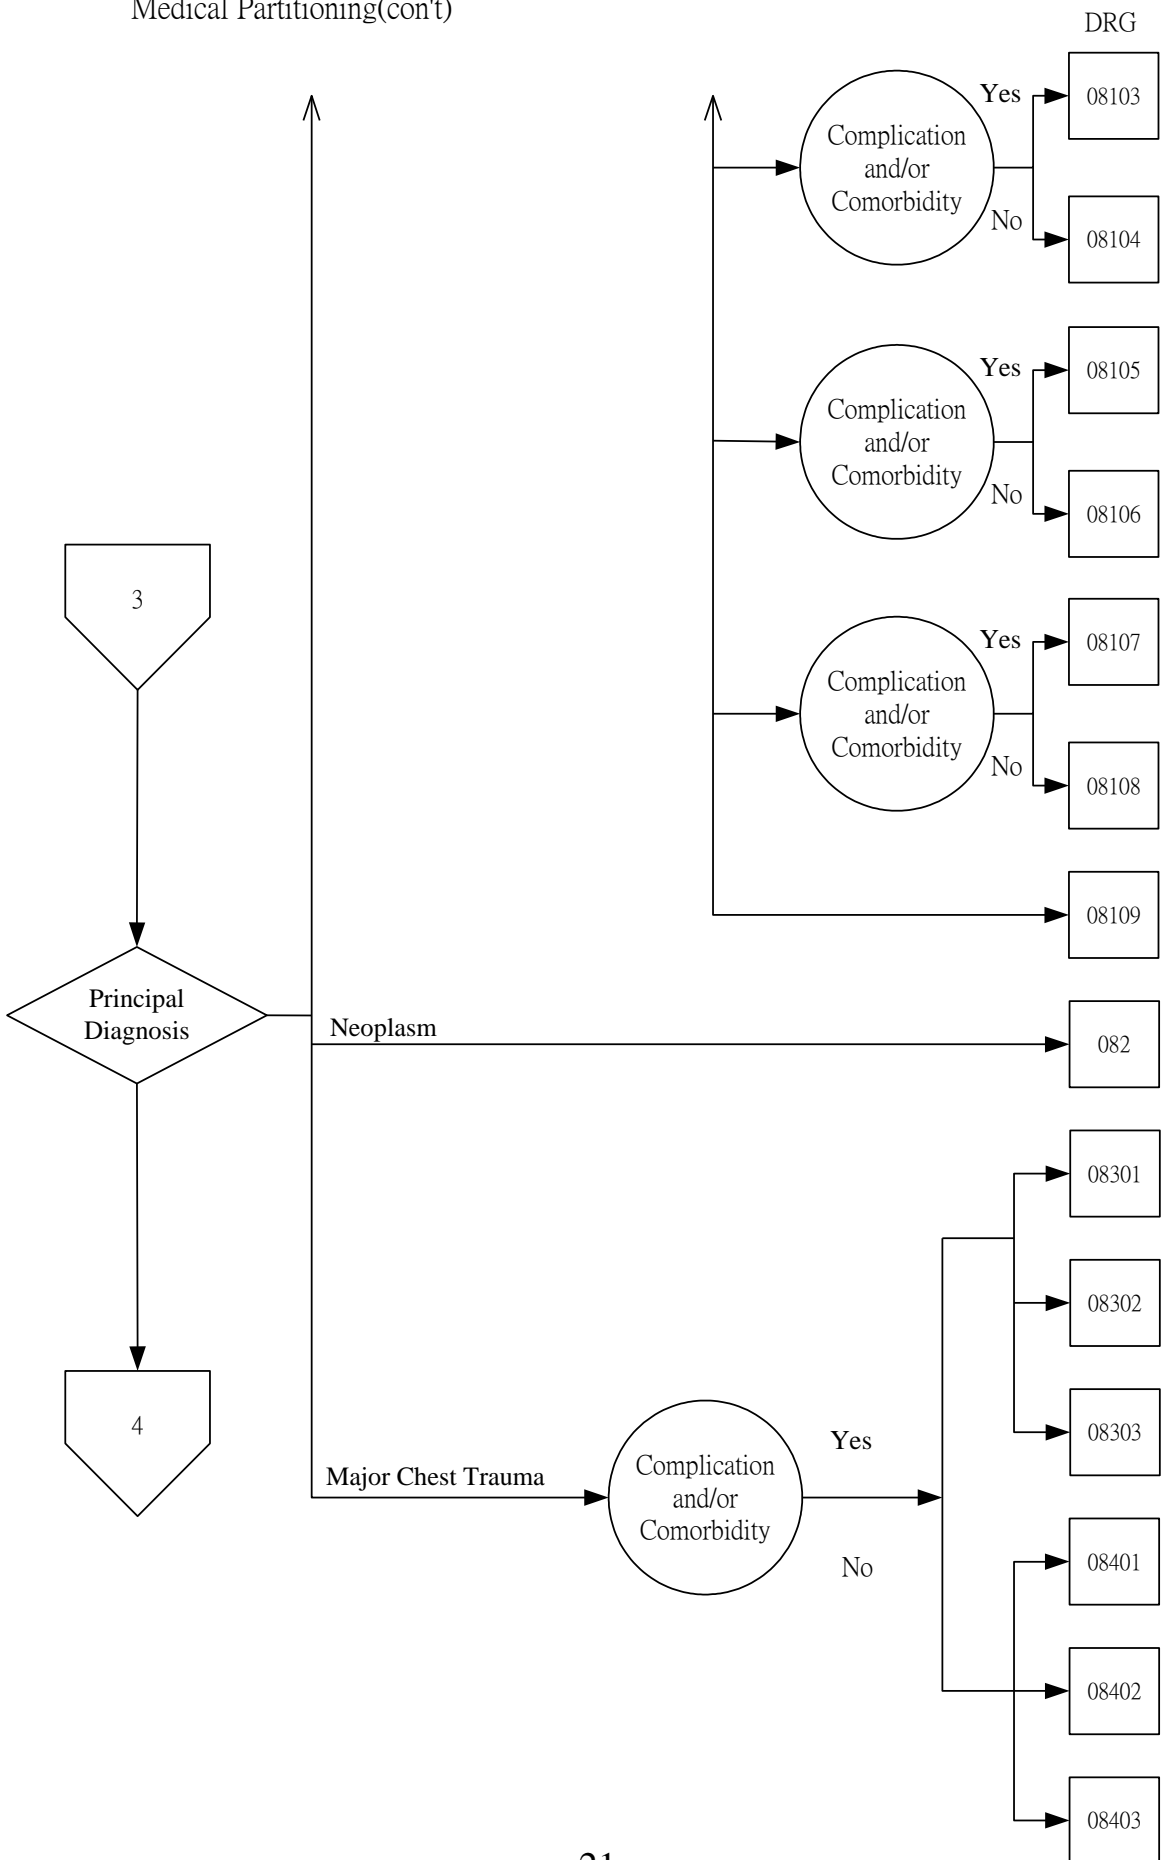 Medical Partitioning(con't)
DRG
Complication
and/or
Comorbidity
Yes
08103
No
08104
Complication
and/or
Comorbidity
Yes
08105
No
08106
3
Complication
and/or
Comorbidity
Yes
08107
No
08108
08109
Principal
Diagnosis
Neoplasm
082
08301
08302
4
Major Chest Trauma
Complication
and/or
Comorbidity
Yes
No
08303
08401
08402
08403
21